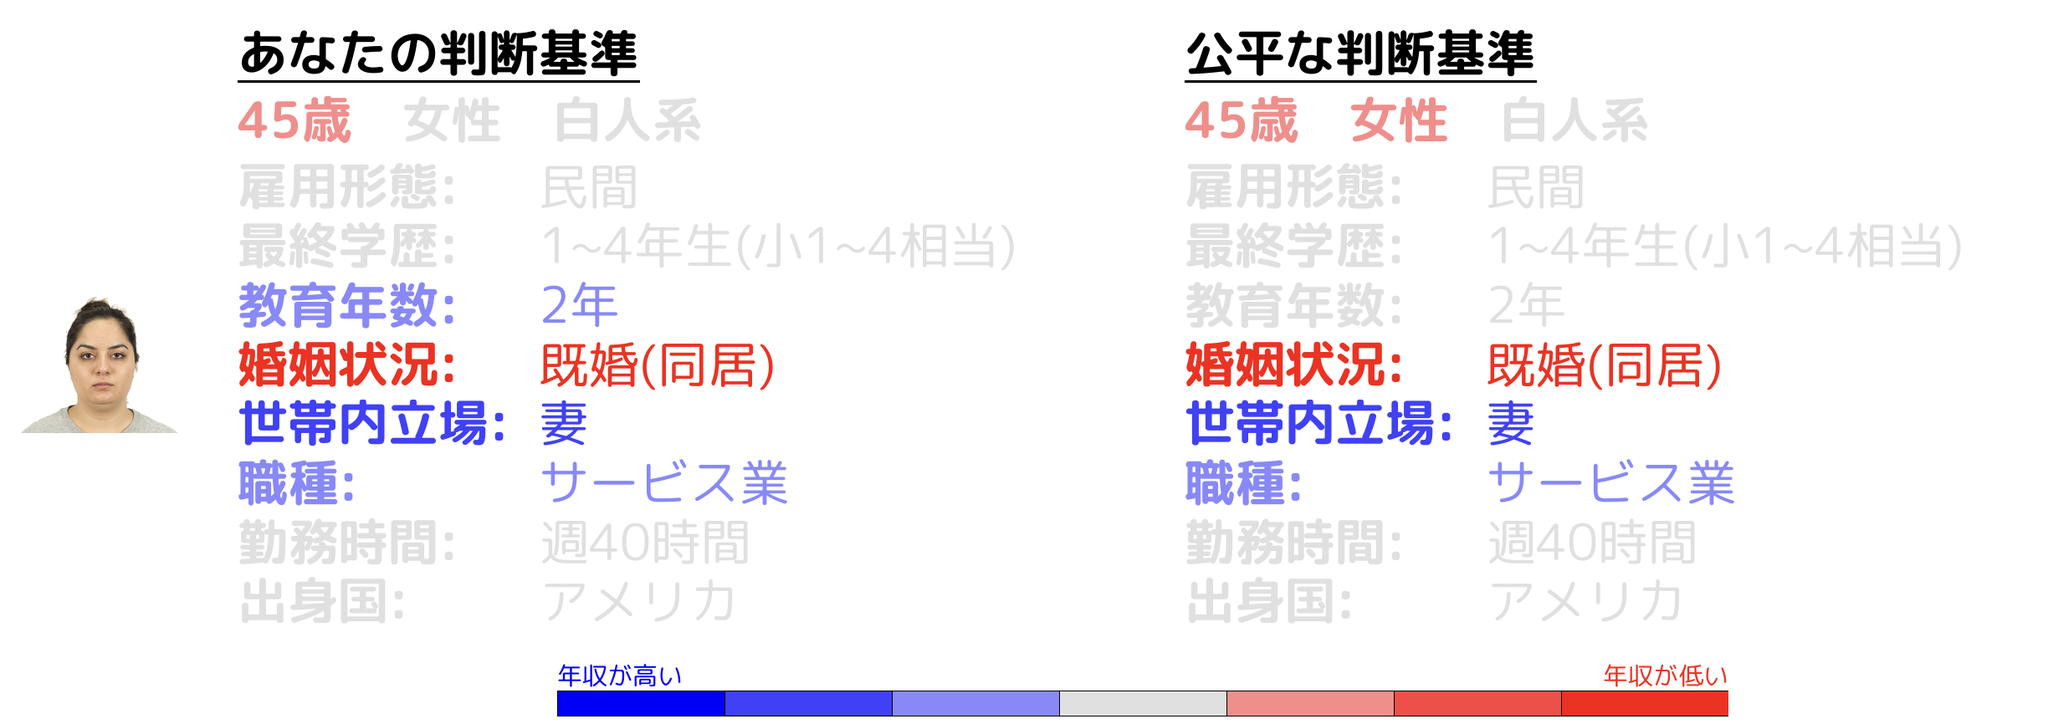 あなたの判断基準
45歳 女性 白人系
雇用形態: 民間
最終学歴: 1~4年生(小1~4相当)
教育年数: 2年
婚姻状況: 既婚(同居)
世帯内立場: 妻
職種: サービス業
勤務時間: 週40時間
出身国: アメリカ
公平な判断基準
45歳 女性 白人系
雇用形態: 民間
最終学歴: 1~4年生(小1~4相当)
教育年数: 2年
婚姻状況: 既婚(同居)
世帯内立場: 妻
職種: サービス業
勤務時間: 週40時間
出身国: アメリカ
年収が高い
年収が低い